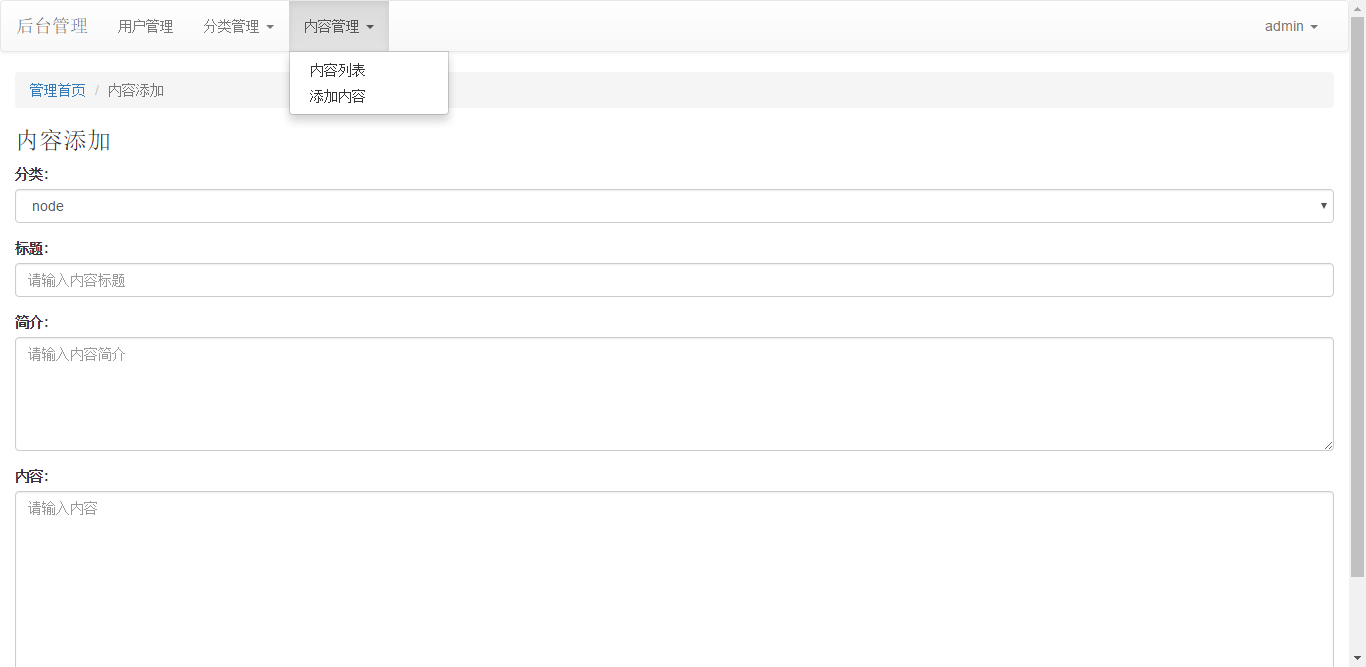 后台管理 用户管理 分类管理 内容管理 admin
内容列表
管理首页 / 内容添加
添加内容
内容添加
分类:
node
标题:
请输入内容标题
简介:
请输入内容简介
内容:
请输入内容